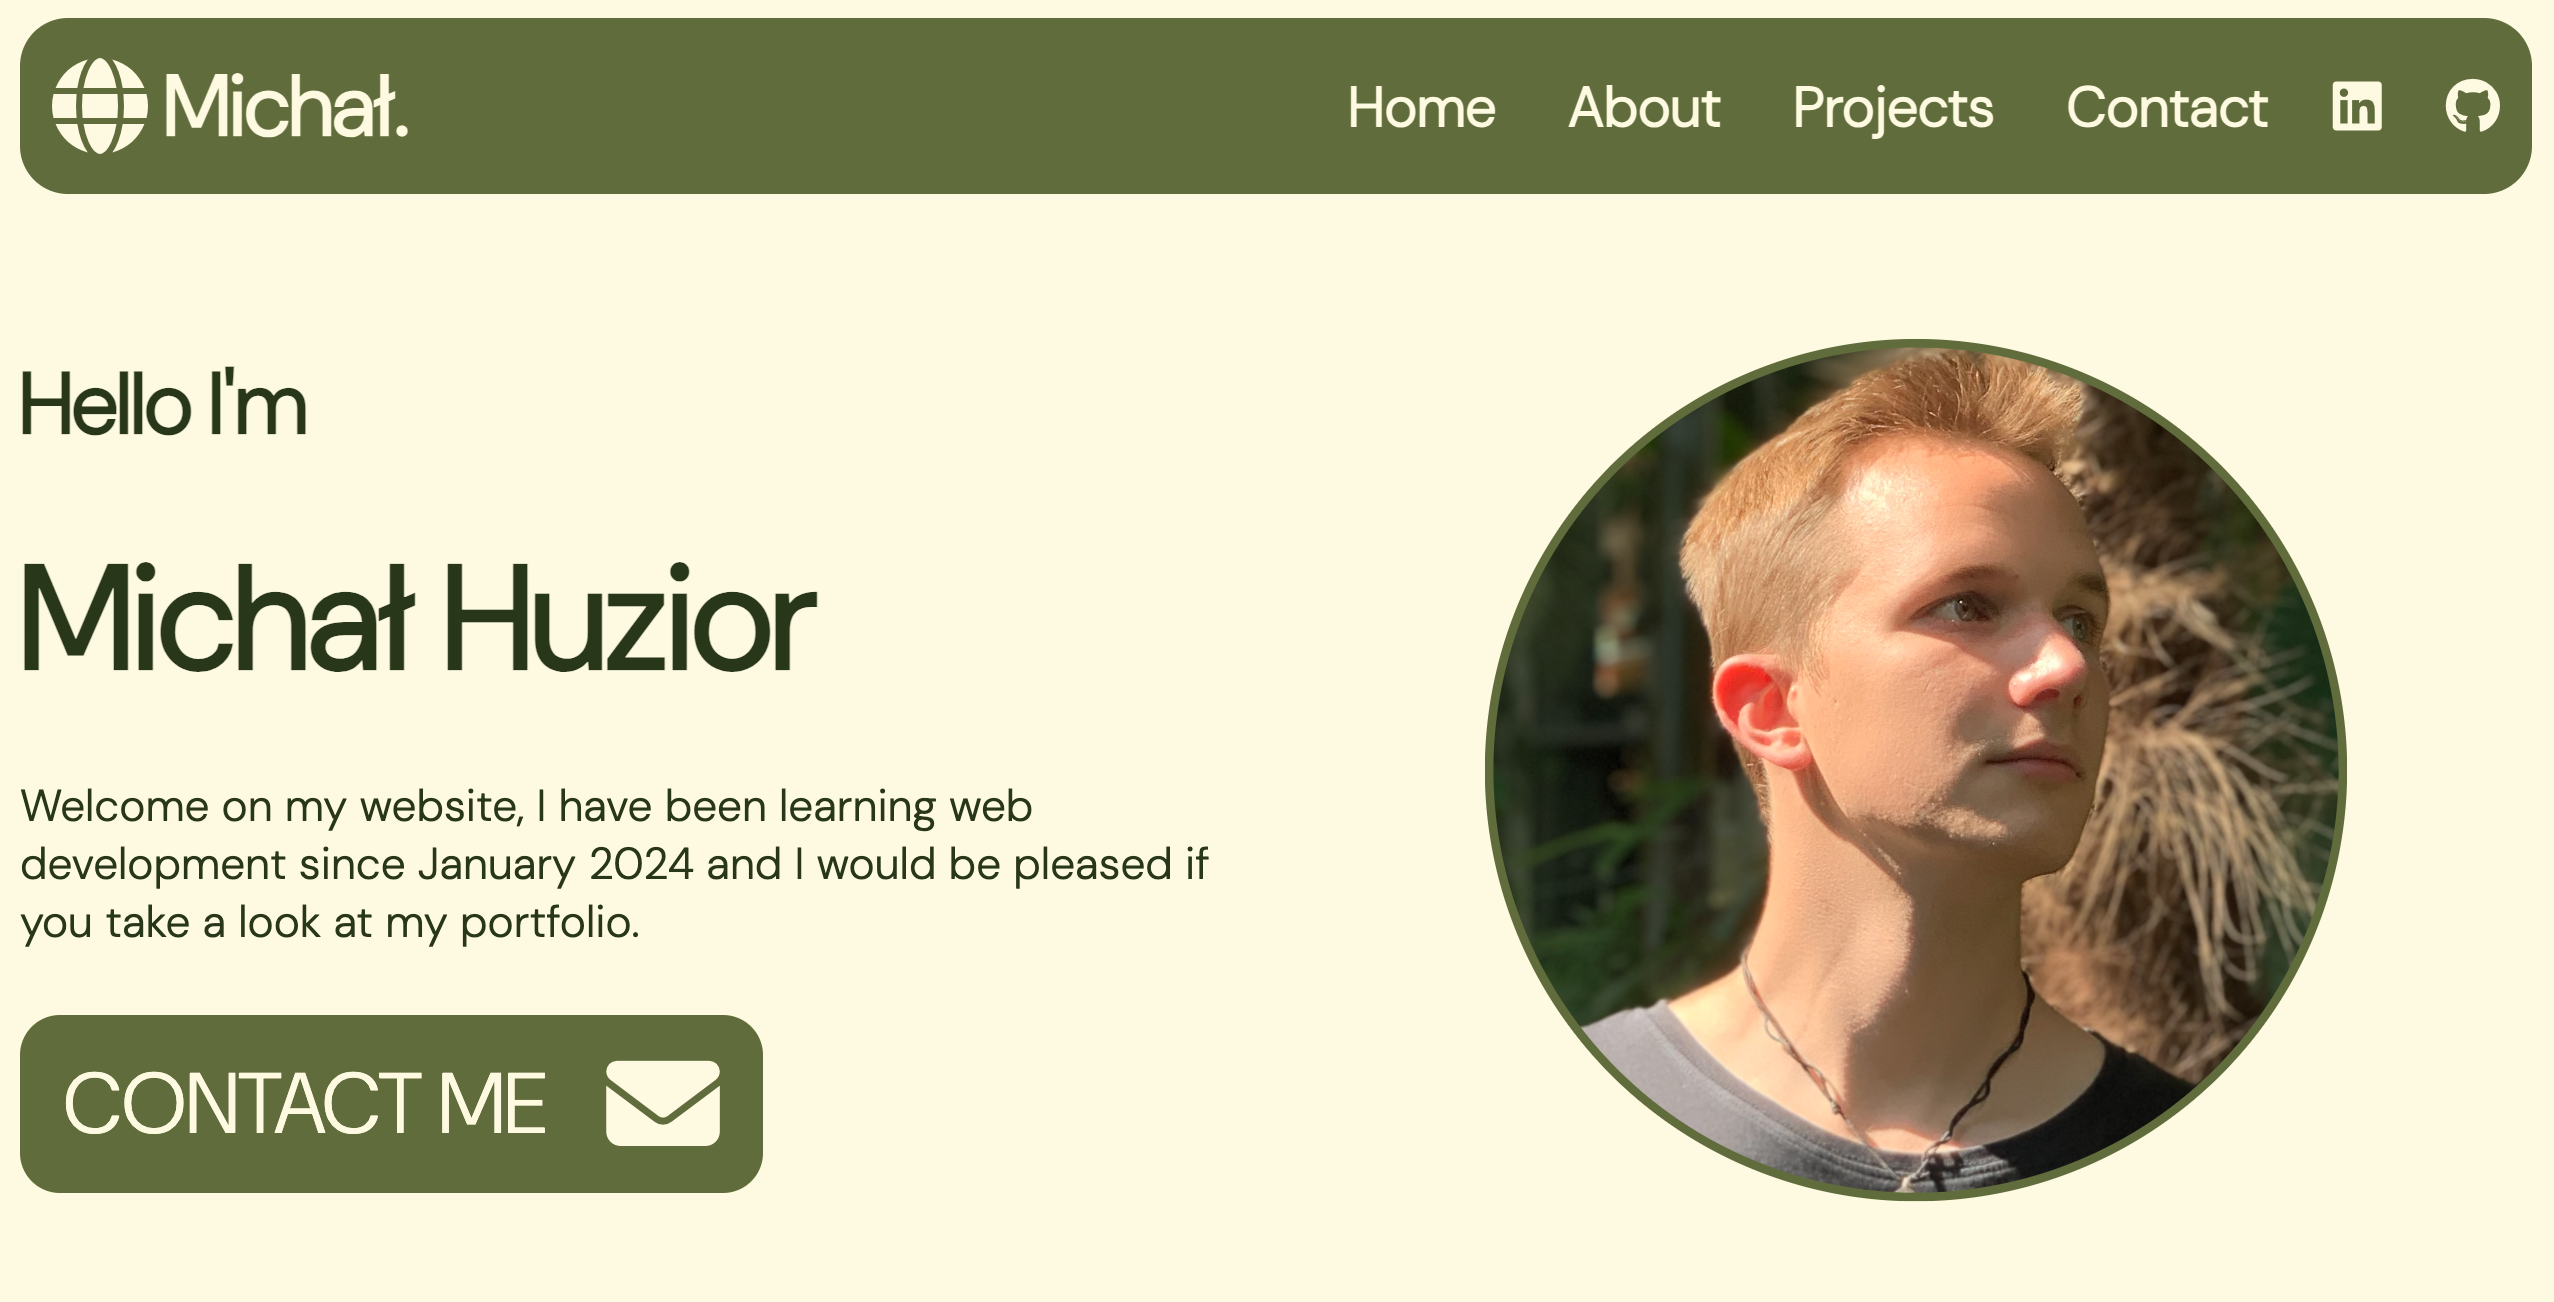 Michał.
Home About Projects Contact
Hello I'm
Michał Huzior
Welcome on my website, I have been learning web
development since January 2024 and I would be pleased if
you take a look at my portfolio.
CONTACT ME